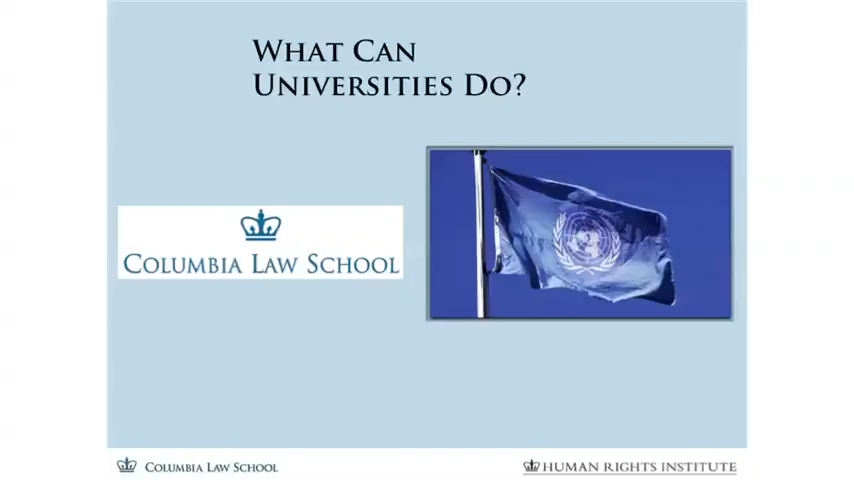 What Can
Universities Do?
Columbia Law School
Columbia Law School
HUMAN RIGHTS INSTITUTE